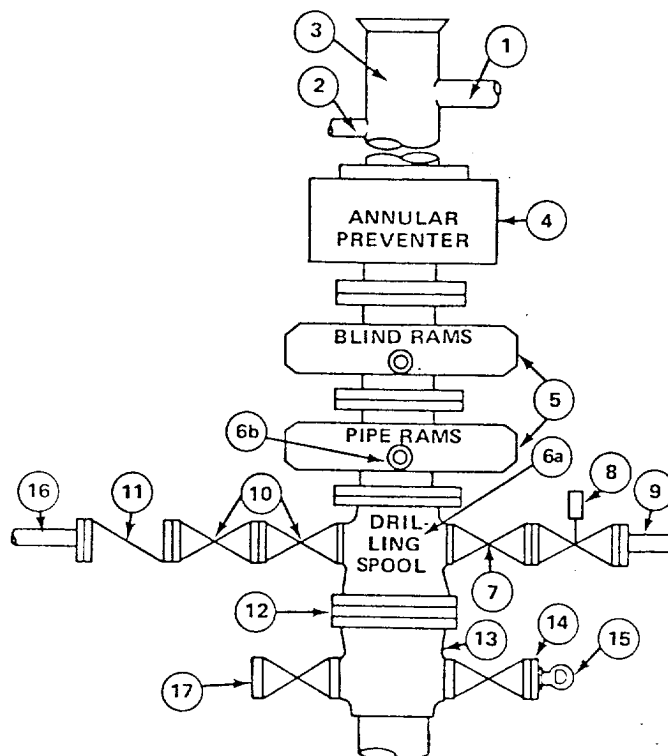 3
1
2
ANNULAR
PREVENTER
4
BLIND RAMS
5
6b
PIPE RAMS
6a
8
16
11
10
9
DRIL-
LING
SPOOL
7
12
13
14
15
D
17